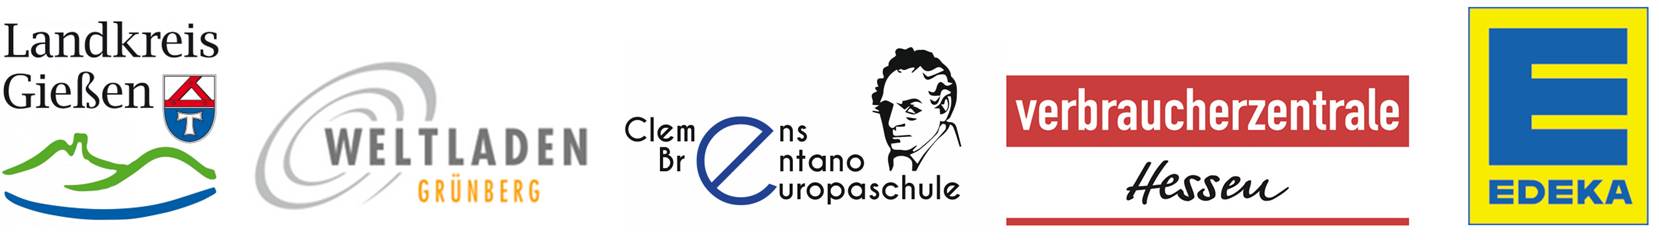 Landkreis
Gießen
WELTLADEN
GRÜNBERG
Clemens
Brentano
europaschule
verbraucherzentrale
Hessen
E
EDEKA